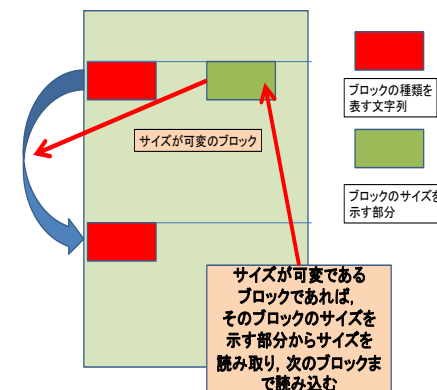 ブロックの種類を
表す文字列
サイズが可変のブロック
ブロックのサイズを
示す部分
サイズが可変である
ブロックであれば,
そのブロックのサイズを
示す部分からサイズを
読み取り, 次のブロックま
で読み込む